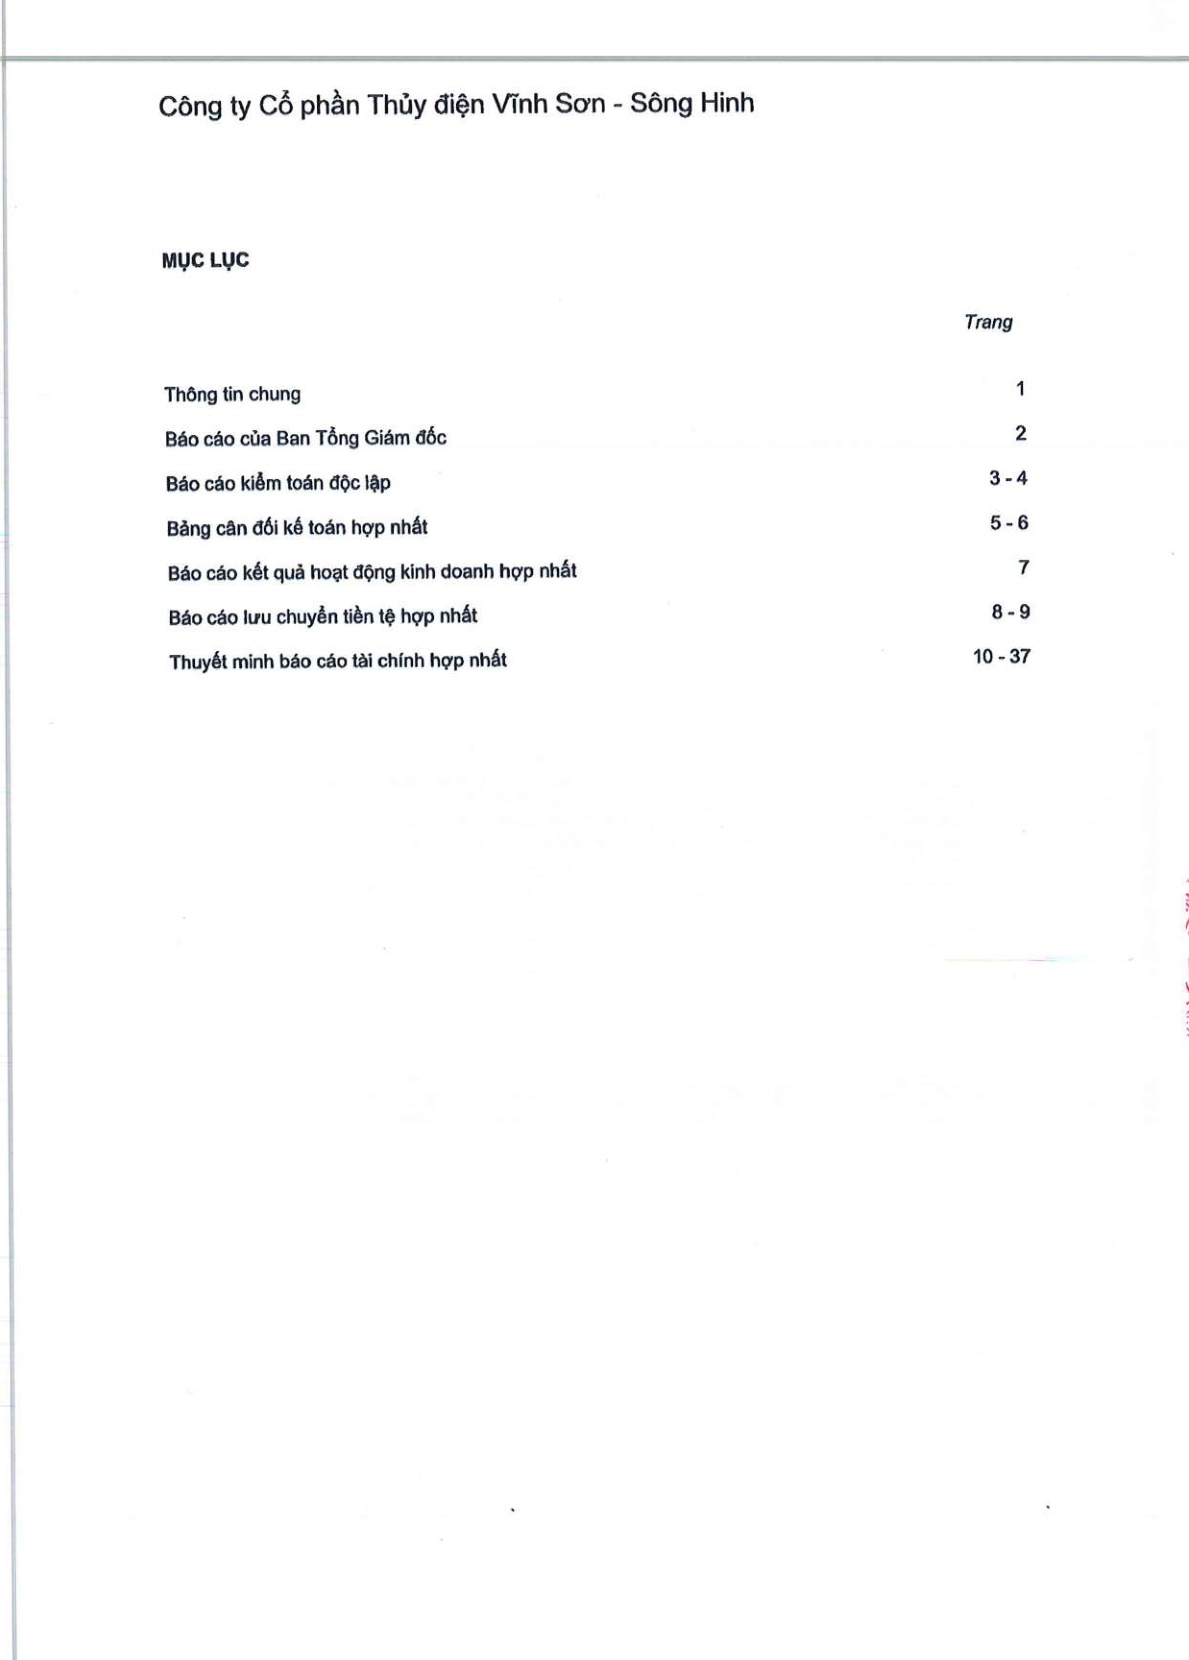 Công ty Cổ phần Thủy điện Vĩnh Sơn - Sông Hinh
MỤC LỤC
Trang
Thông tin chung 1
Báo cáo của Ban Tổng Giám đốc 2
Báo cáo kiểm toán độc lập 3 - 4
Bảng cân đối kế toán hợp nhất 5 - 6
Báo cáo kết quả hoạt động kinh doanh hợp nhất 7
Báo cáo lưu chuyển tiền tệ hợp nhất 8 - 9
Thuyết minh báo cáo tài chính hợp nhất 10 - 37